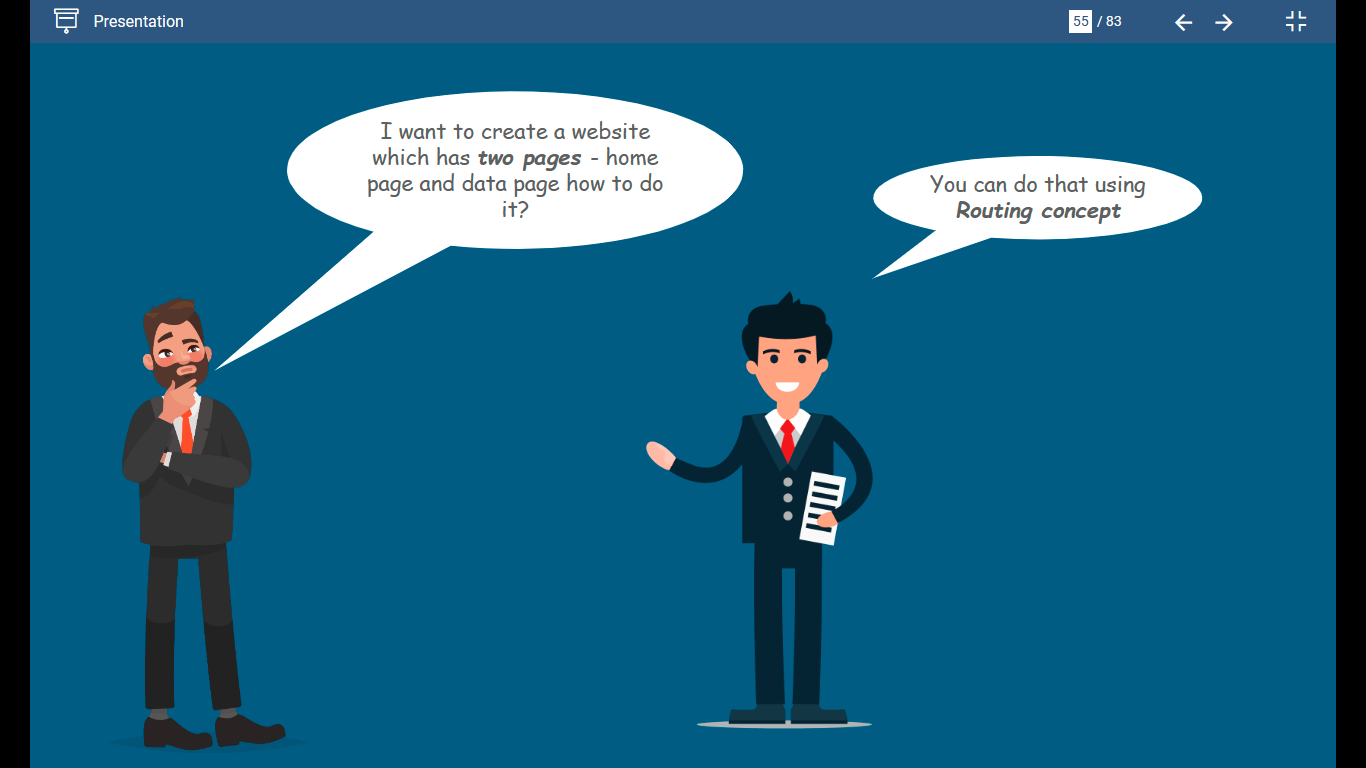 Presentation
55 / 83
I want to create a website
which has two pages - home
page and data page how to do
it?
You can do that using
Routing concept